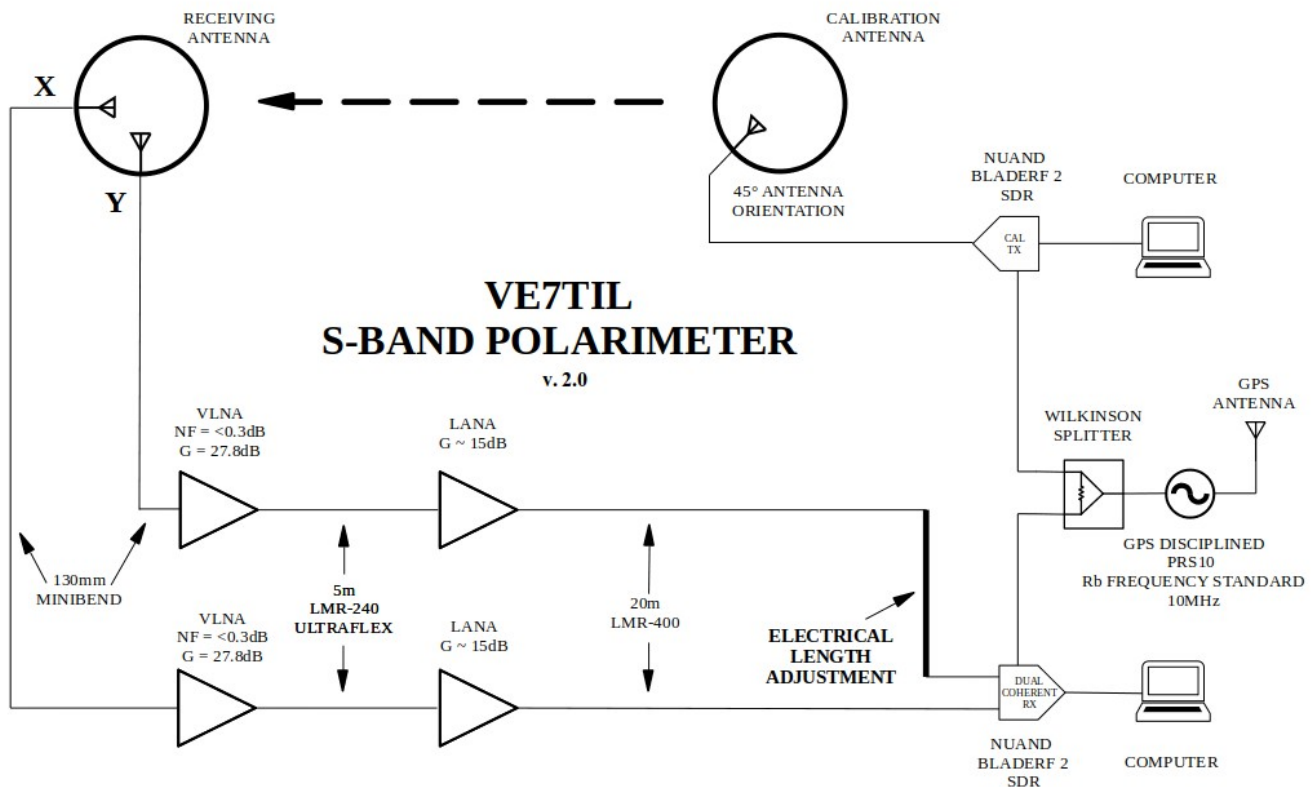 RECEIVING
ANTENNA
CALIBRATION
ANTENNA
X
Y
45° ANTENNA
ORIENTATION
NUAND
BLADERF 2
SDR
COMPUTER
CAL
TX
VE7TIL
S-BAND POLARIMETER
v. 2.0
GPS
ANTENNA
WILKINSON
SPLITTER
VLNA
NF = <0.3dB
G = 27.8dB
LANA
G ~ 15dB
GPS DISCIPLINED
PRS10
Rb FREQUENCY STANDARD
10MHz
130mm
MINIBEND
5m
LMR-240
ULTRAFLEX
20m
LMR-400
VLNA
NF = <0.3dB
G = 27.8dB
LANA
G ~ 15dB
ELECTRICAL
LENGTH
ADJUSTMENT
DUAL
COHERENT
RX
NUAND
BLADERF 2
SDR
COMPUTER